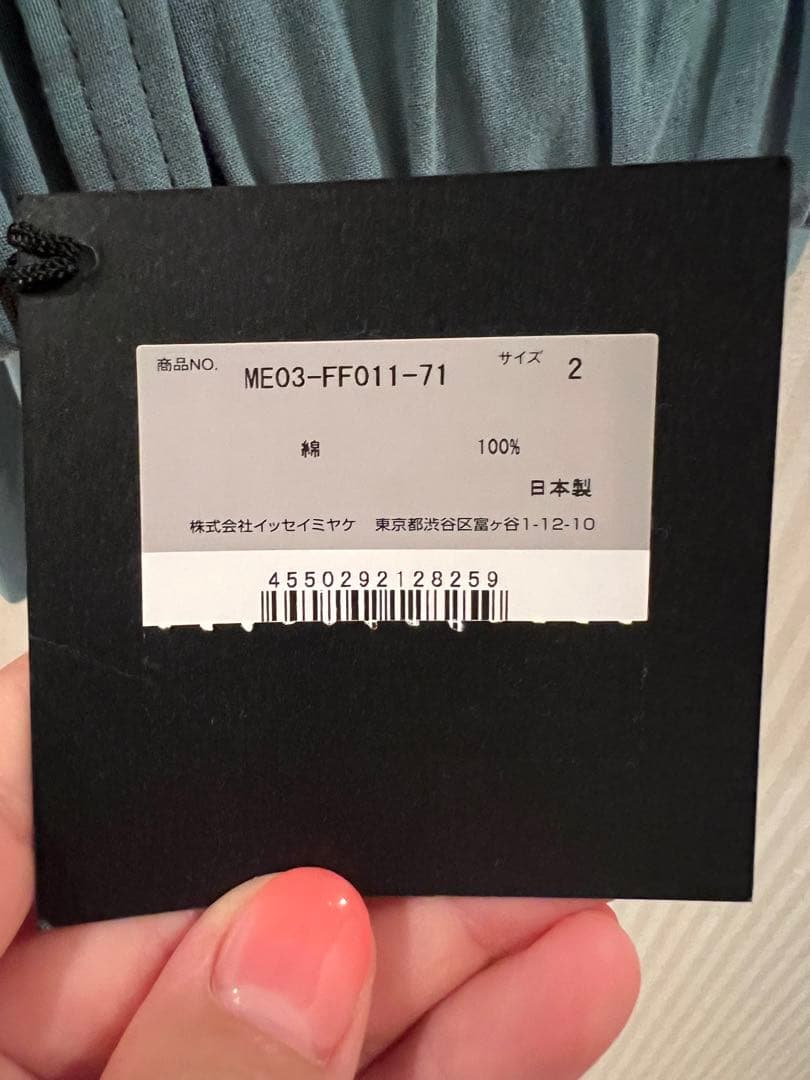 商品NO. ME03-FF011-71 サイズ 2
綿 100%
日本製
株式会社イッセイミヤケ 東京都渋谷区富ヶ谷1-12-10
4550292128259